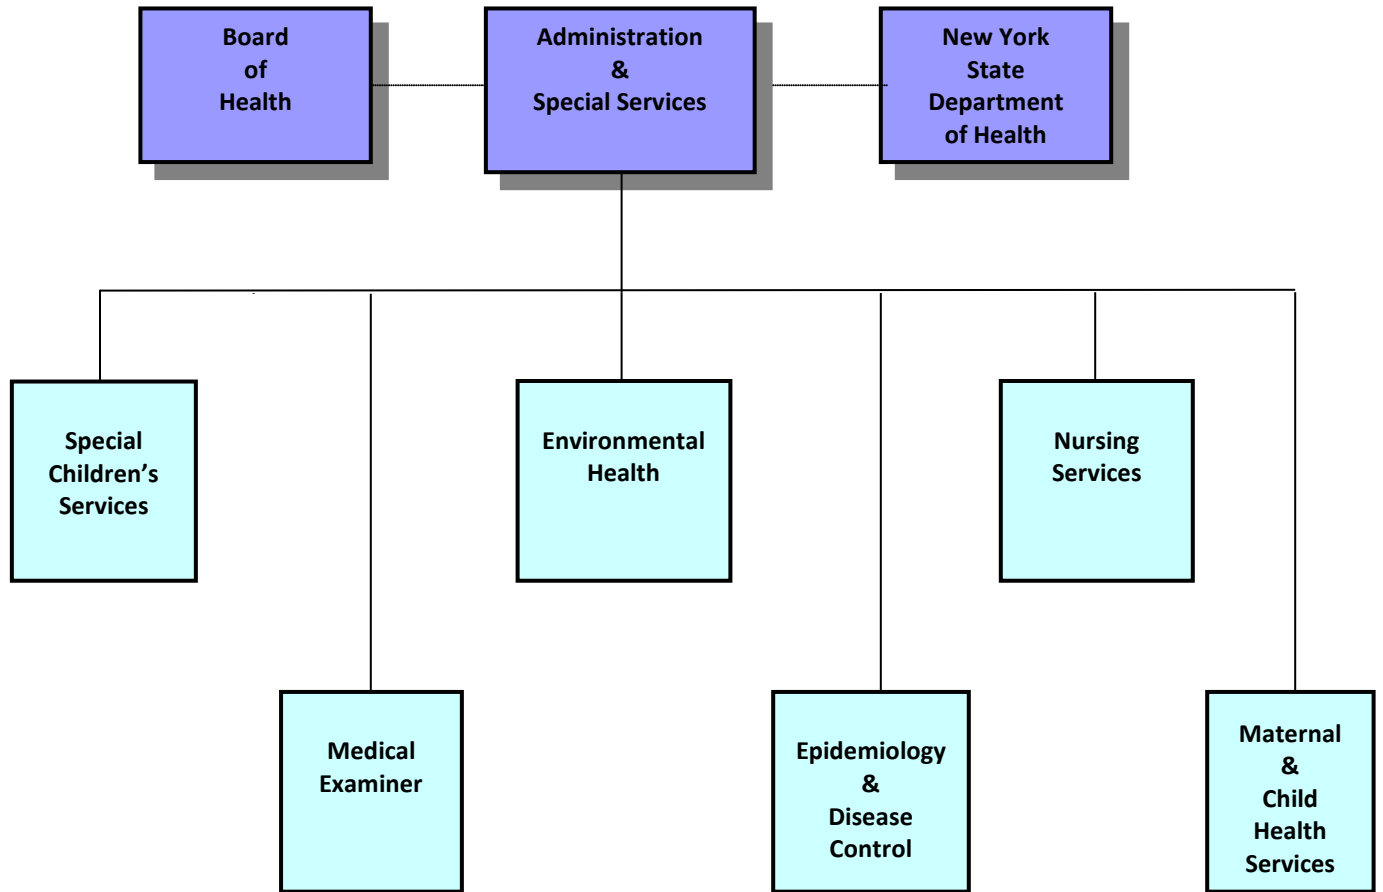 Board
of
Health
Administration
&
Special Services
New York
State
Department
of Health
Special
Children’s
Services
Environmental
Health
Nursing
Services
Medical
Examiner
Epidemiology
&
Disease
Control
Maternal
&
Child
Health
Services